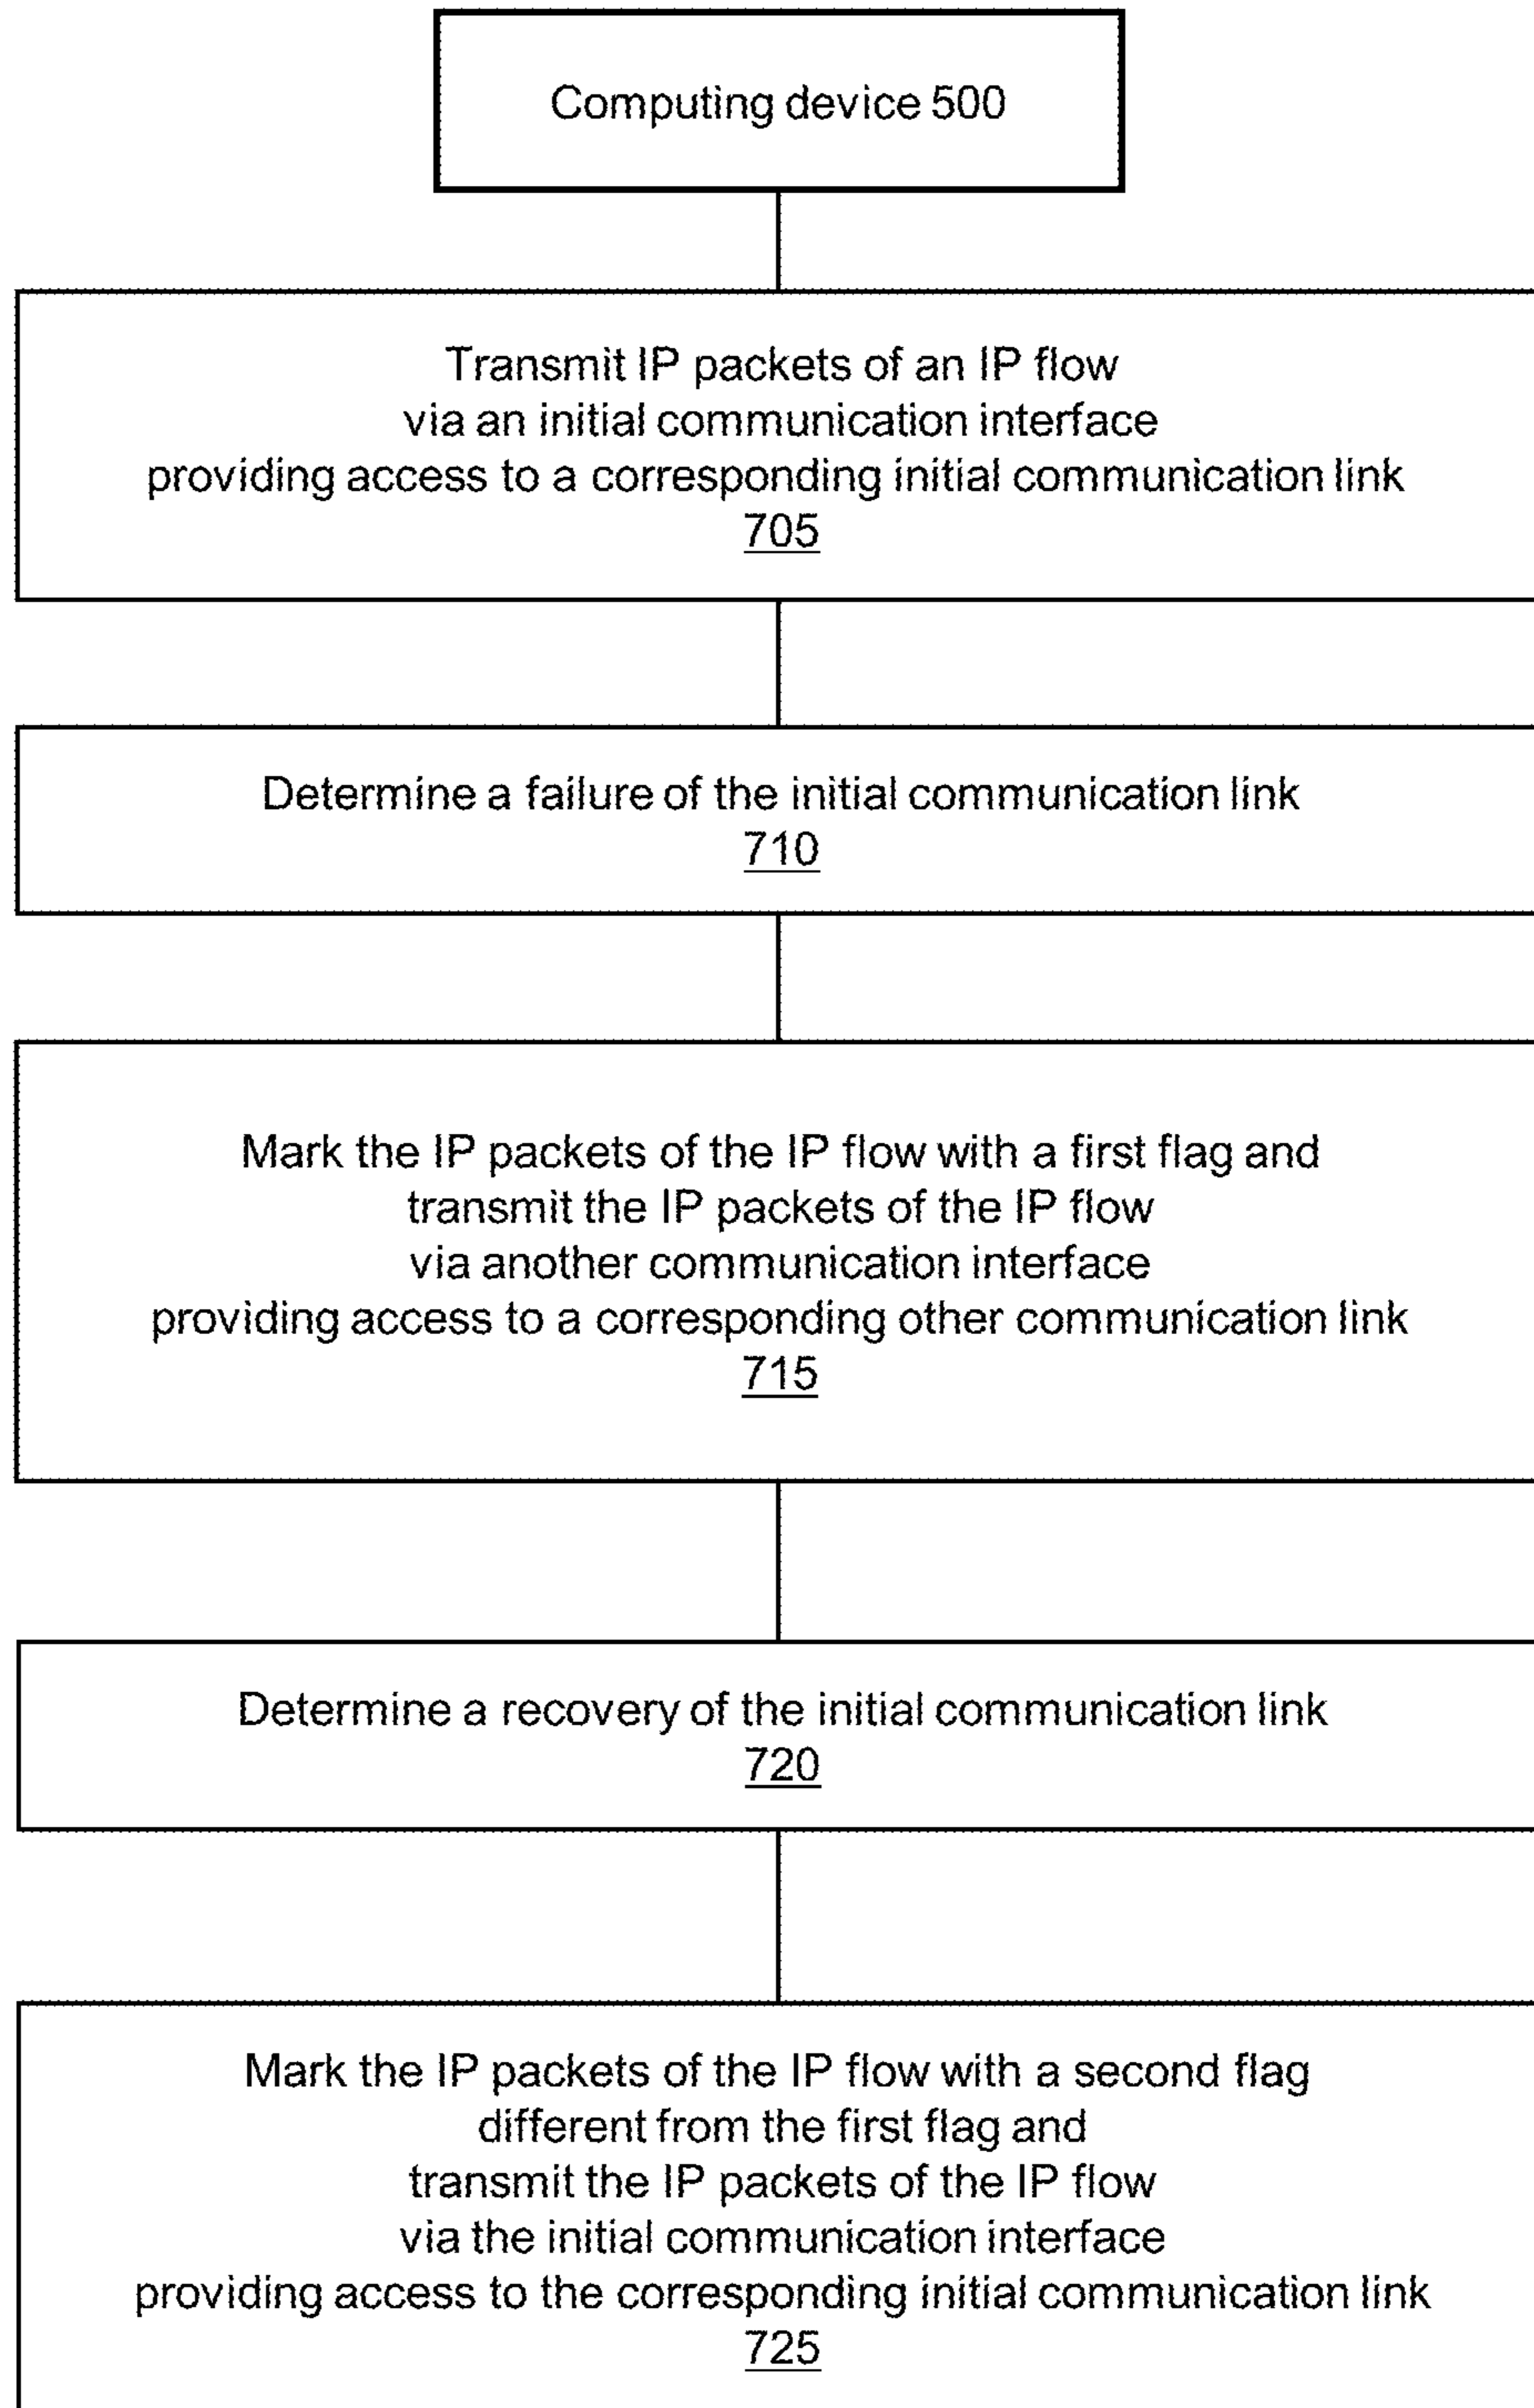 Computing device 500
Transmit IP packets of an IP flow
via an initial communication interface
providing access to a corresponding initial communication link
705
Determine a failure of the initial communication link
710
Mark the IP packets of the IP flow with a first flag and
transmit the IP packets of the IP flow
via another communication interface
providing access to a corresponding other communication link
715
Determine a recovery of the initial communication link
720
Mark the IP packets of the IP flow with a second flag
different from the first flag and
transmit the IP packets of the IP flow
via the initial communication interface
providing access to the corresponding initial communication link
725